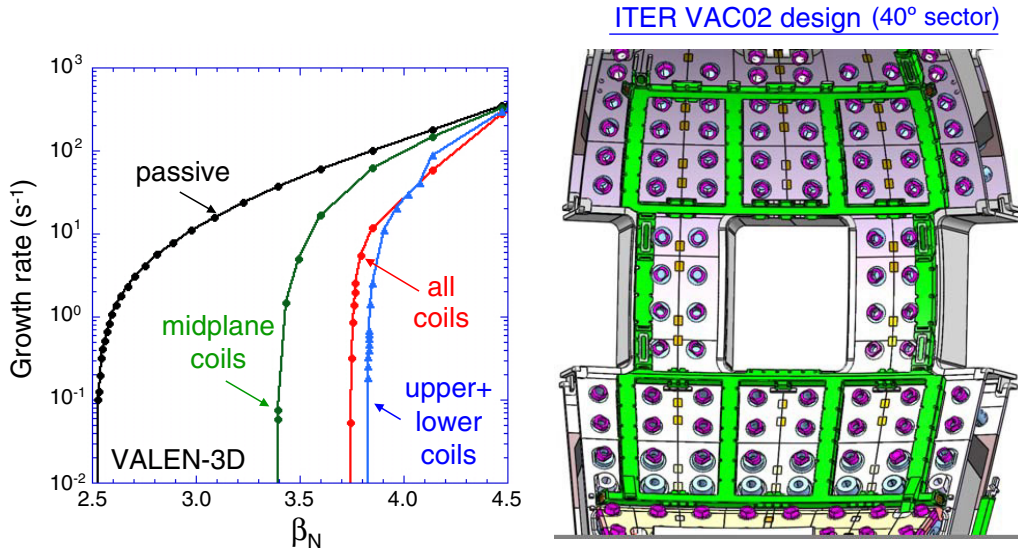 ITER VAC02 design (40° sector)
10³
10²
10¹
10⁰
10⁻¹
10⁻²
Growth rate (s⁻¹)
passive
midplane
coils
all
coils
upper+
lower
coils
VALEN-3D
2.5 3.0 3.5 4.0 4.5
βN